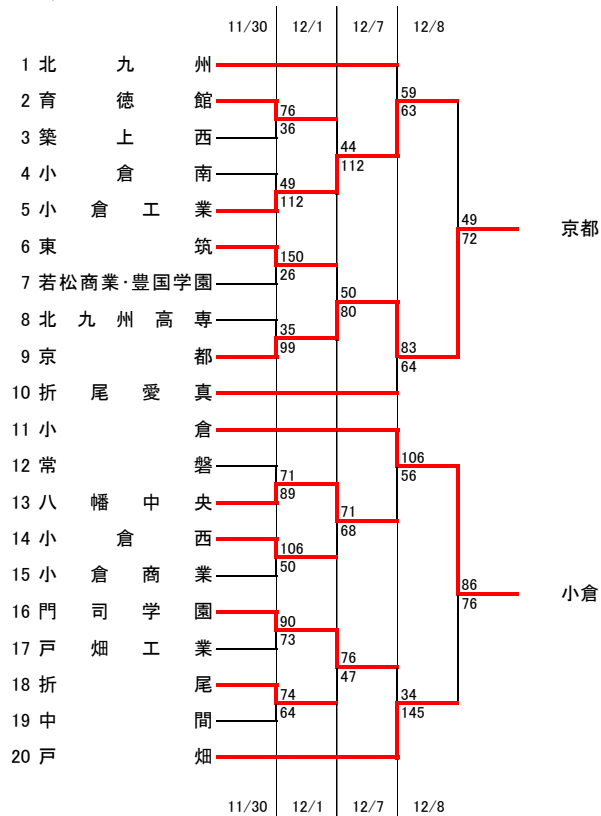 11/30 12/1 12/7 12/8
1 北九州
59
2 育徳館
76
63
36
3 築上西
44
112
4 小倉南
49
112
5 小倉工業
49
京都
72
6 東筑
150
26
7 若松商業・豊国学園
50
80
8 北九州高専
35
99
9 京都
83
64
10 折尾愛真
11 小倉
106
56
12 常磐
71
89
13 八幡中央
71
68
14 小倉西
106
50
15 小倉商業
86
小倉
76
16 門司学園
90
73
17 戸畑工業
76
47
18 折尾
74
64
34
145
19 中間
20 戸畑
11/30 12/1 12/7 12/8